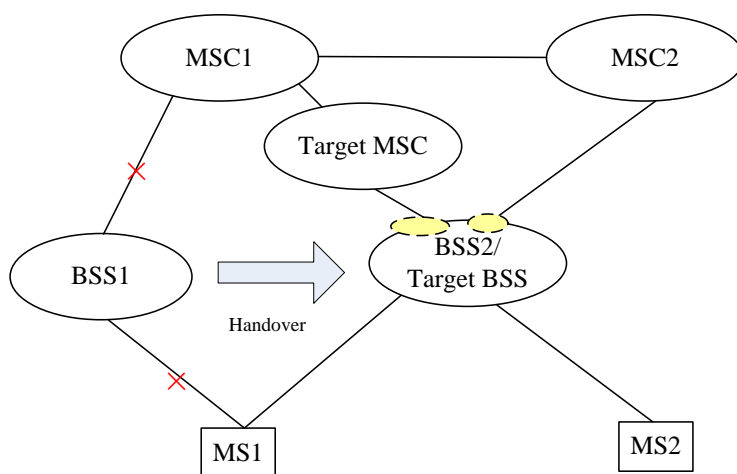 MSC1
MSC2
Target MSC
BSS1
BSS2/
Target BSS
Handover
MS1
MS2